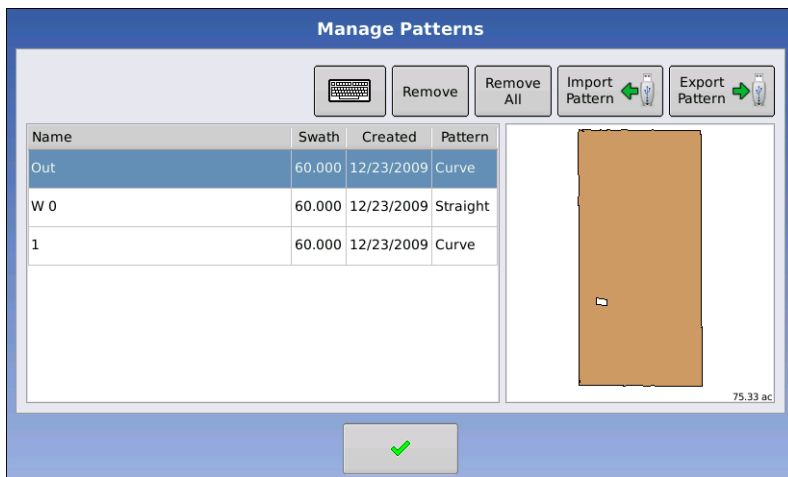 Manage Patterns
Remove
Remove
All
Import
Pattern
Export
Pattern
Name Swath Created Pattern
Out 60.000 12/23/2009 Curve
W 0 60.000 12/23/2009 Straight
1 60.000 12/23/2009 Curve
75.33 ac